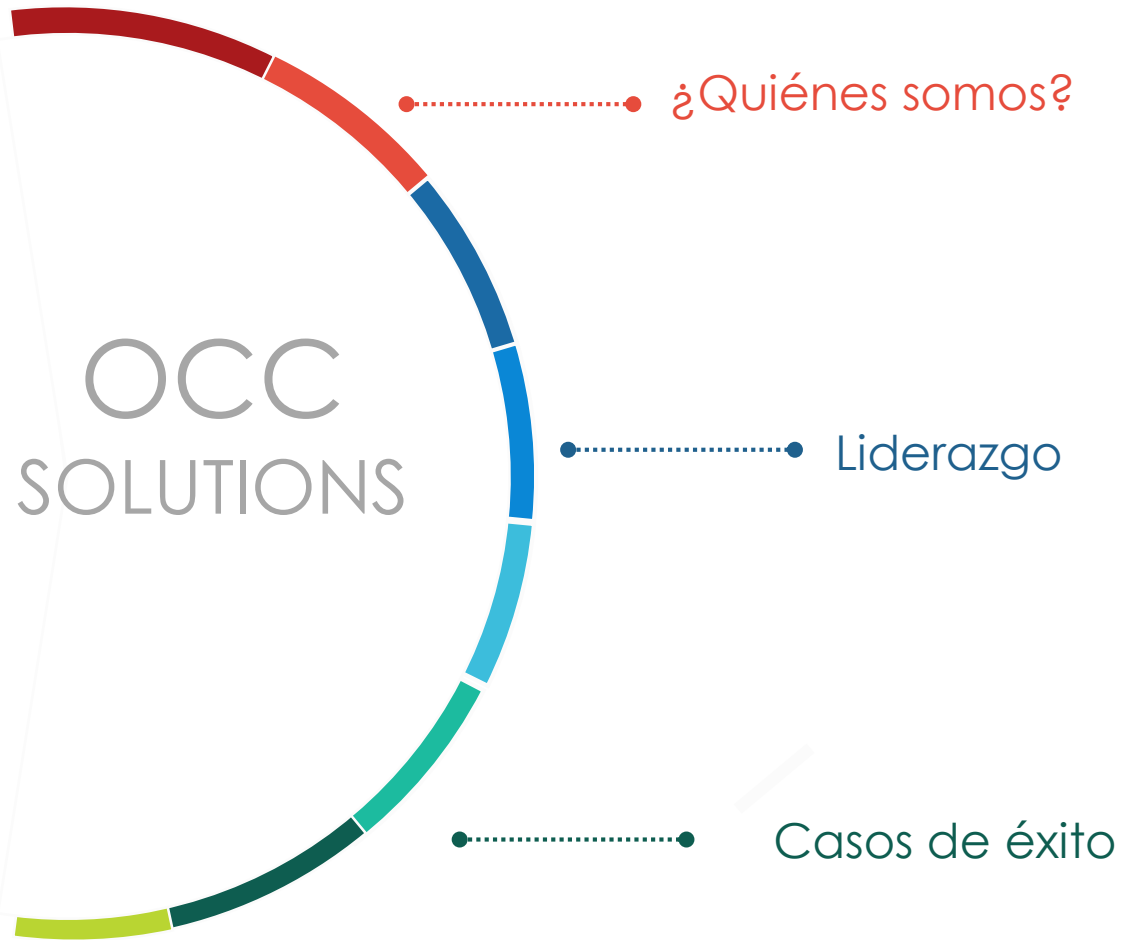 ¿Quiénes somos?
OCC
SOLUTIONS
Liderazgo
Casos de éxito